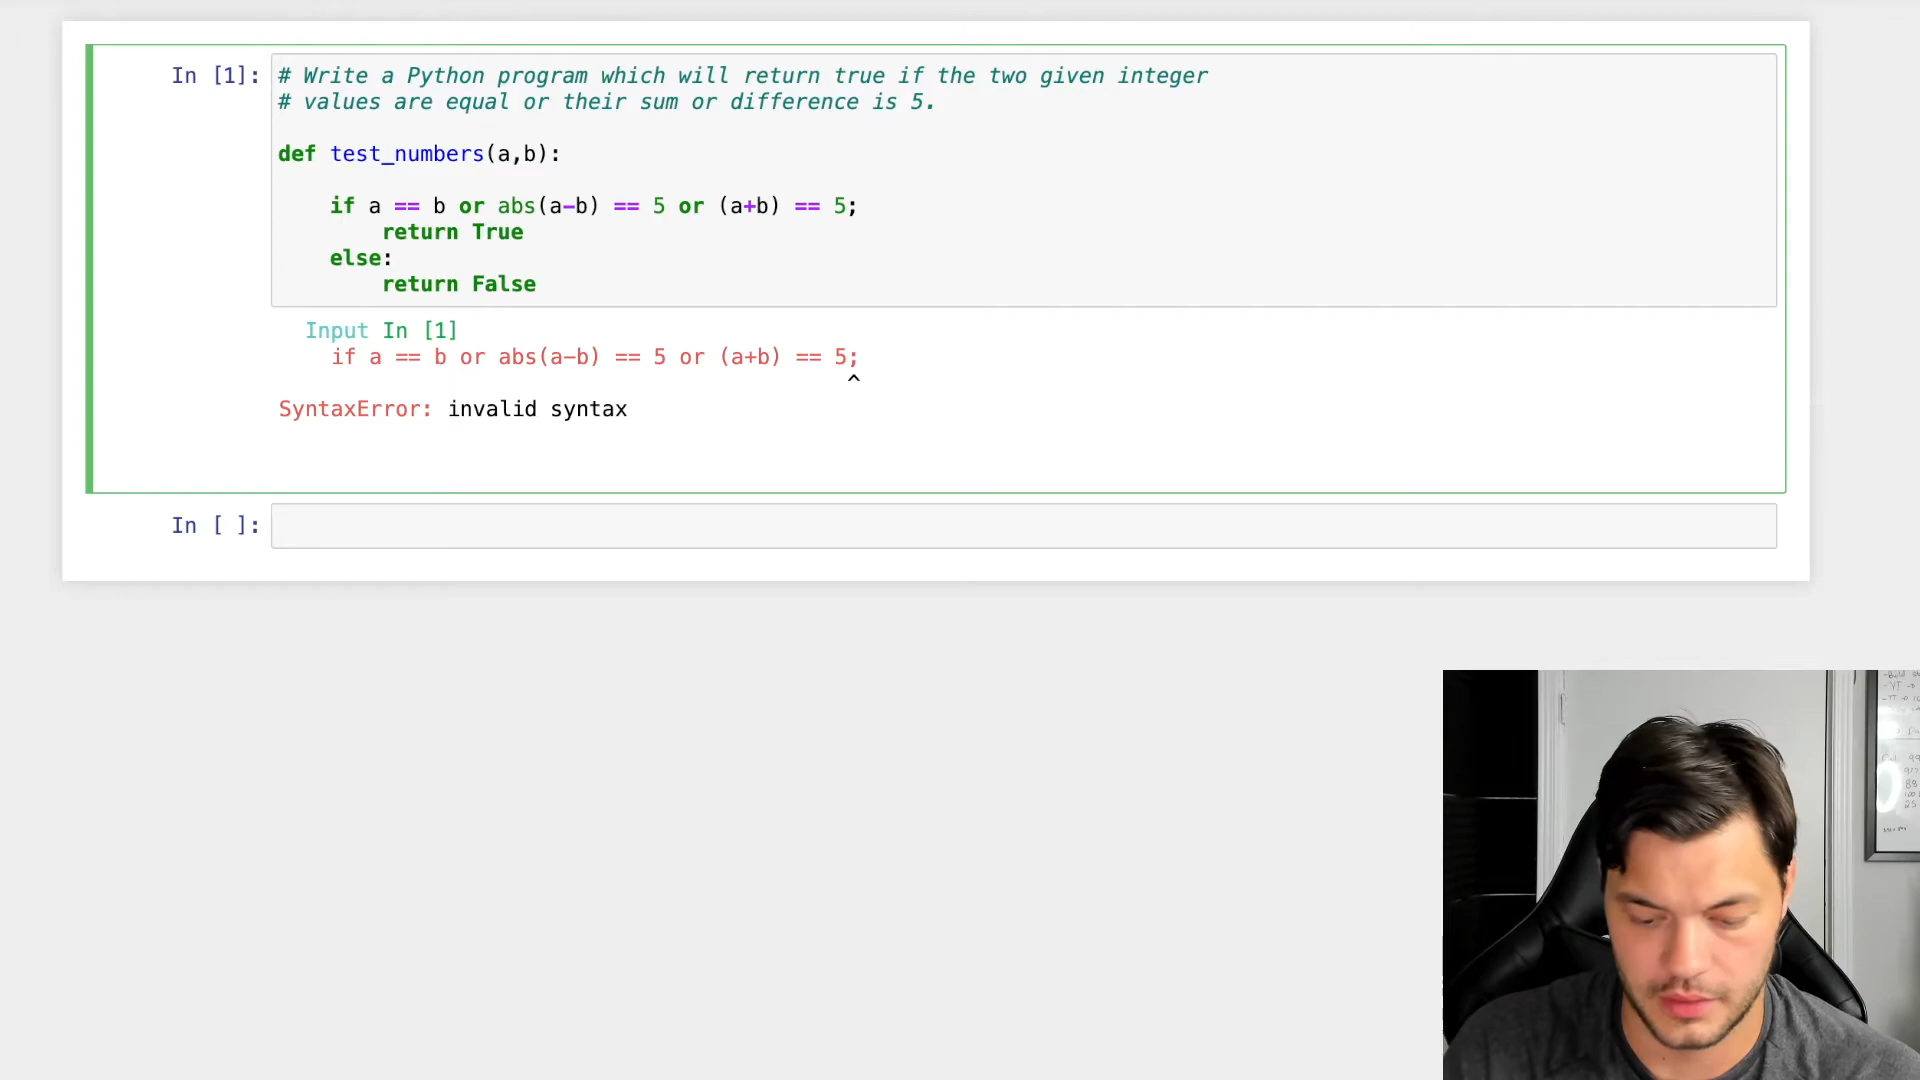 In [1]:
# Write a Python program which will return true if the two given integer
# values are equal or their sum or difference is 5.
def test_numbers(a,b):
if a == b or abs(a-b) == 5 or (a+b) == 5;
return True
else:
return False
Input In [1]
if a == b or abs(a-b) == 5 or (a+b) == 5;
^
SyntaxError: invalid syntax
In [ ]: